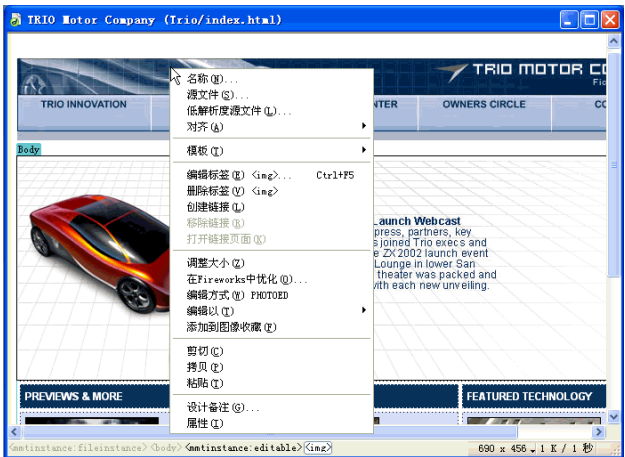 TRIO Motor Company (Trio/index.html)
TRIO MOTOR CO
Fio
TRIO INNOVATION
NTER
OWNERS CIRCLE
CO
Body
名称(N)...
源文件(S)...
低解析度源文件(L)...
对齐(A)
模板(T)
编辑标签(E) <img>... Ctrl+F5
删除标签(V) <img>
创建链接(L)
移除链接(R)
打开链接页面(K)
调整大小(Z)
在Fireworks中优化(O)...
编辑方式(W) PHOTOED
编辑以(I)
添加到图像收藏(F)
剪切(C)
拷贝(P)
粘贴(T)
设计备注(G)...
属性(I)
Launch Webcast
press, partners, key
s joined Trio execs and
e ZX2002 launch event
Lounge in lower San
theater was packed and
with each new unveiling.
PREVIEWS & MORE
FEATURED TECHNOLOGY
<mmtinstance:fileinstance> <body> <mmtinstance:editable> <img>
690 x 456 1 K / 1 秒